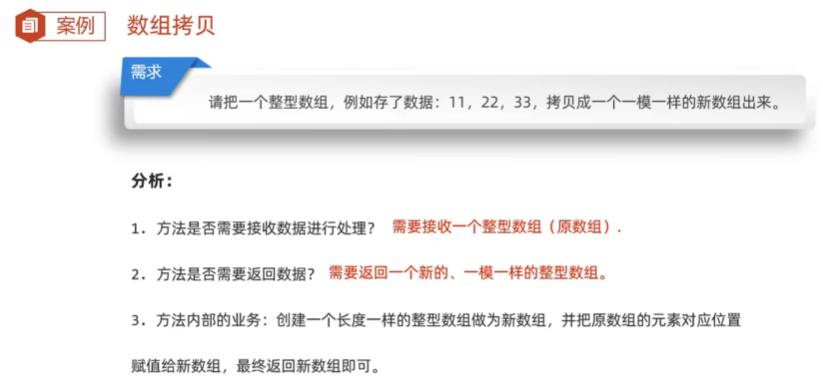 案例 数组拷贝
需求
请把一个整型数组，例如存了数据：11，22，33，拷贝成一个一模一样的新数组出来。
分析：
1．方法是否需要接收数据进行处理？ 需要接收一个整型数组（原数组）.
2．方法是否需要返回数据？ 需要返回一个新的、一模一样的整型数组。
3．方法内部的业务：创建一个长度一样的整型数组做为新数组，并把原数组的元素对应位置
赋值给新数组，最终返回新数组即可。